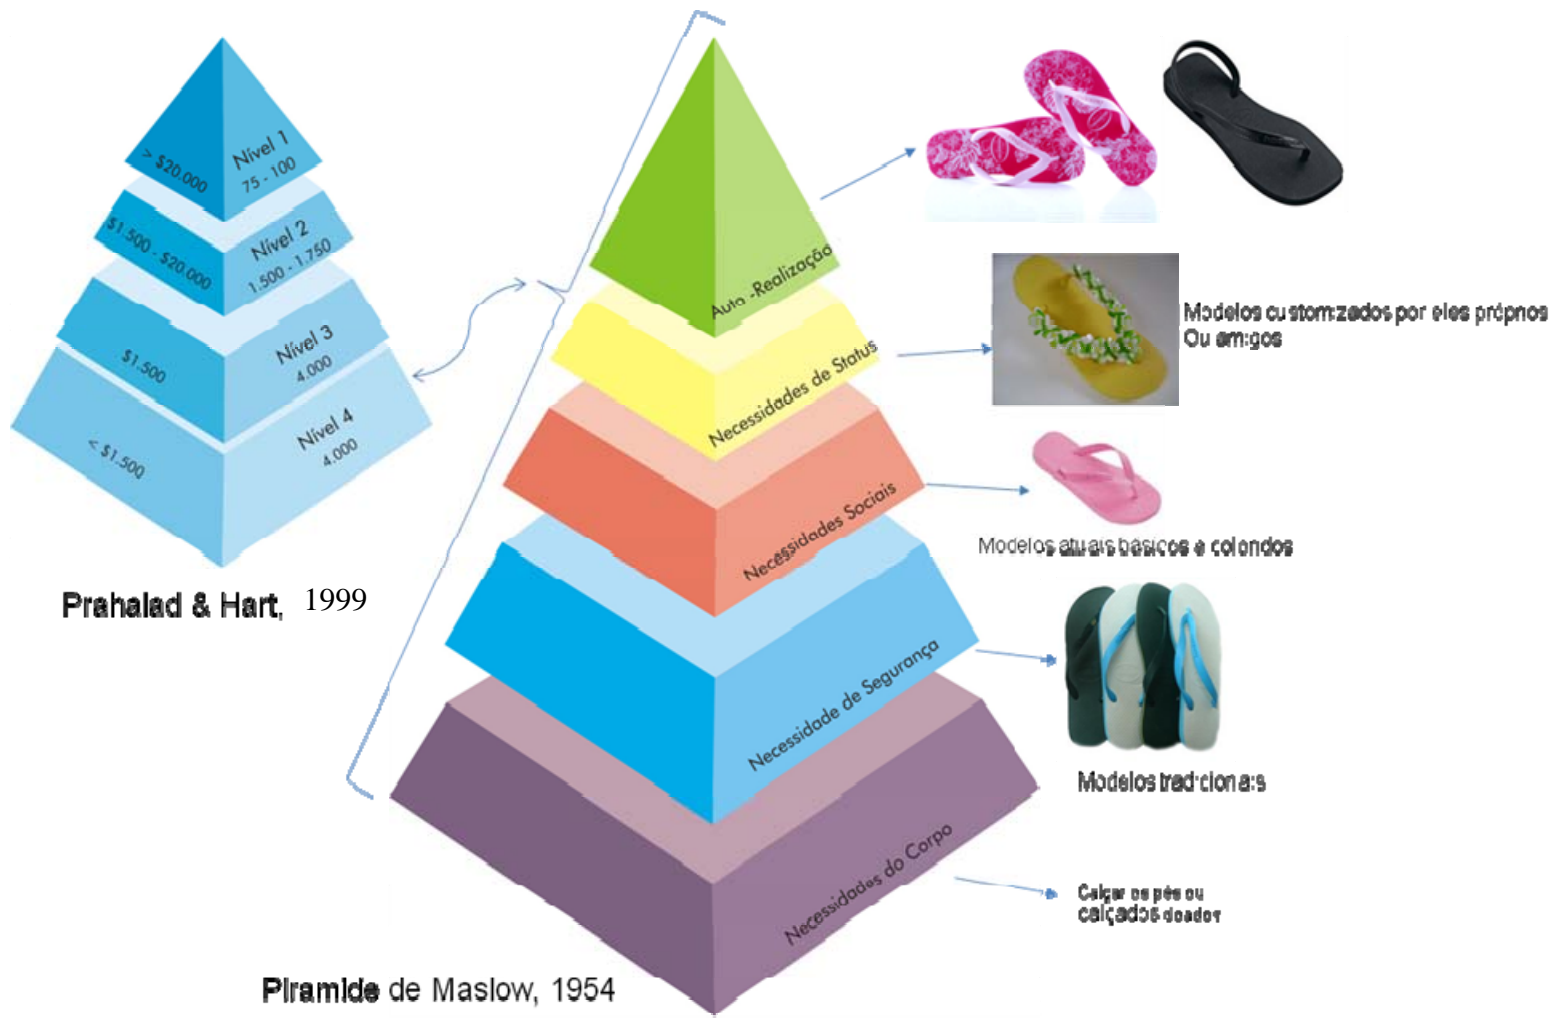 > $20.000
Nível 1
75 - 100
$1.500 - $20.000
Nível 2
1.500 - 1.750
$1.500
Nível 3
4.000
< $1.500
Nível 4
4.000
Prahalad & Hart, 1999
Auto -Realização
Necessidades de Status
Necessidades Sociais
Necessidade de Segurança
Necessidades do Corpo
Piramide de Maslow, 1954
Modelos customizados por eles próprios
Ou amigos
Modelos atuais básicos e coloridos
Modelos tradicionais
Calçar os pés ou
calçados doados